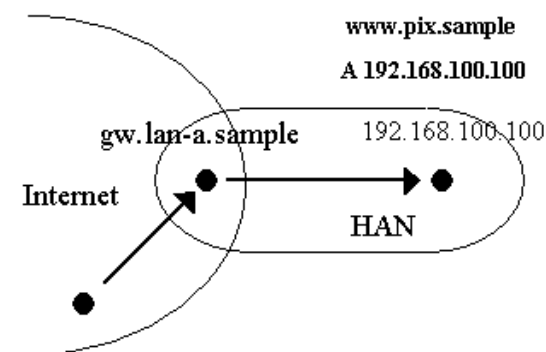 www.pix.sample
A 192.168.100.100
gw.lan-a.sample
192.168.100.100
Internet
HAN